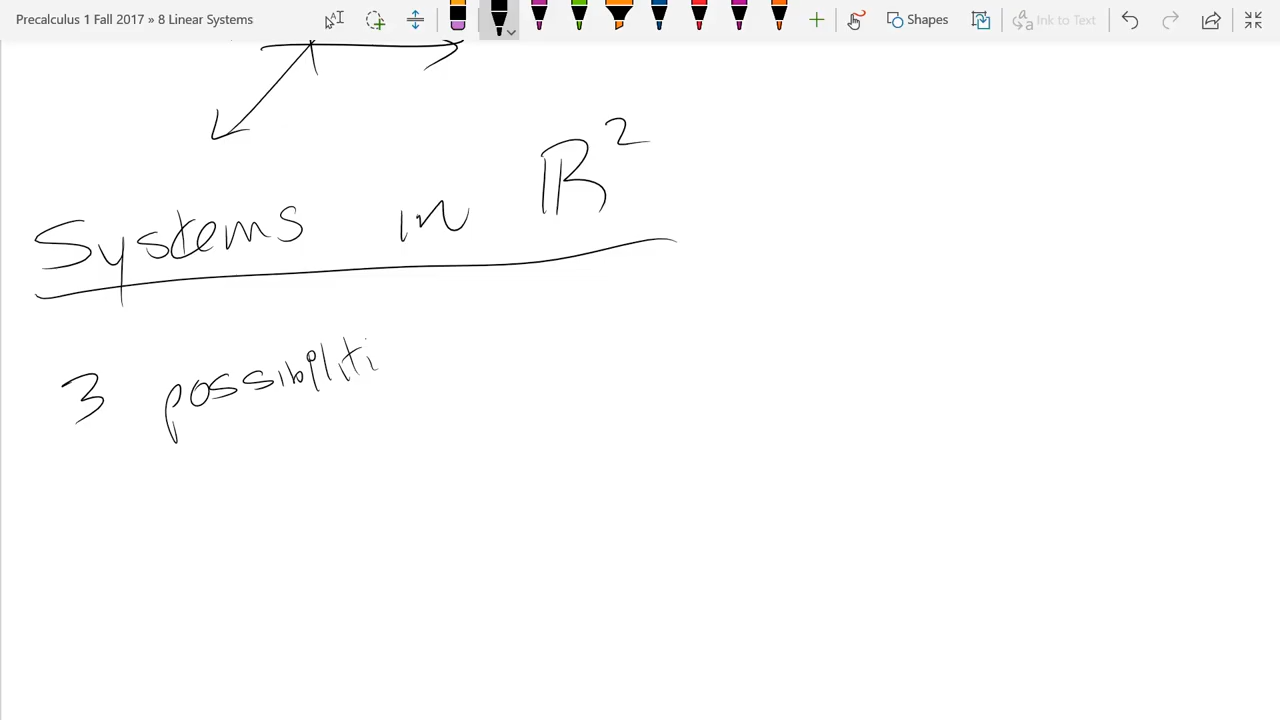 Precalculus 1 Fall 2017 » 8 Linear Systems
Shapes
Ink to Text
Systems in ℝ²
3 possibiliti